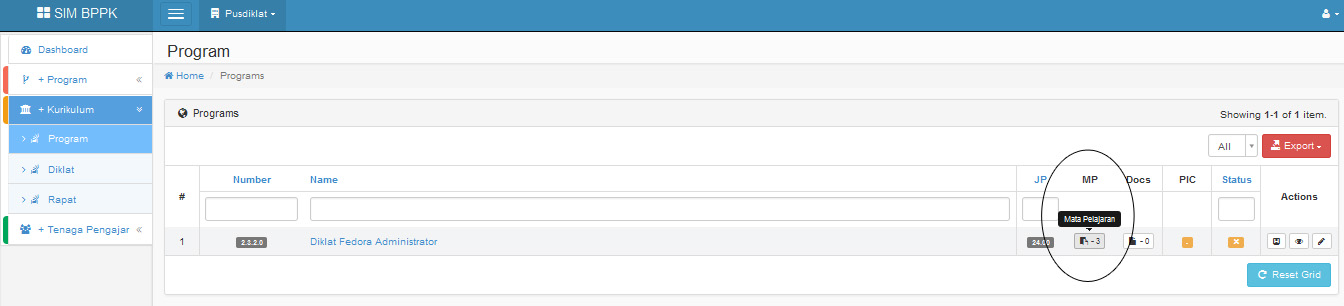 SIM BPPK
Pusdiklat
Dashboard
+ Program
+ Kurikulum
Program
Diklat
Rapat
+ Tenaga Pengajar
Program
Home / Programs
Programs
Showing 1-1 of 1 item.
All
Export
# Number Name JP MP Docs PIC Status Actions
Mata Pelajaran
1 2.3.2.0 Diklat Fedora Administrator 24.00 - 3 - 0 -
Reset Grid